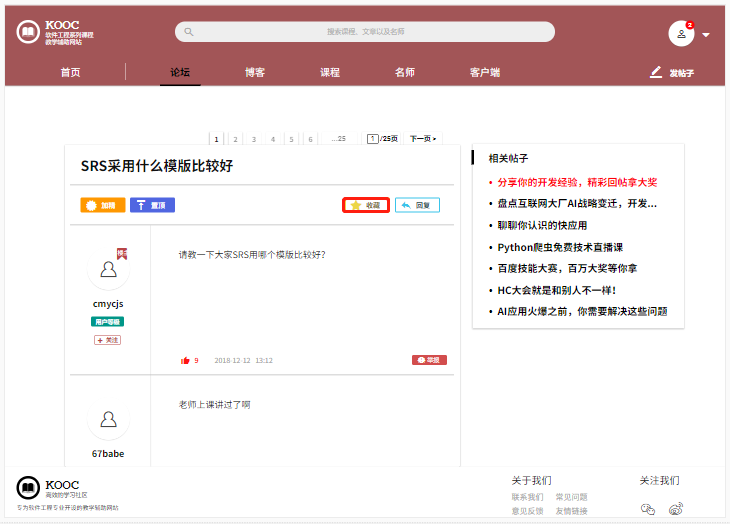 KOOC
软件工程系列课程
教学辅助网站
搜索课程、文章以及名师
2
首页
论坛
博客
课程
名师
客户端
发帖子
1 2 3 4 5 6 ...25 1/25页 下一页 >
SRS采用什么模版比较好
加精
置顶
收藏
回复
请教一下大家SRS用哪个模版比较好?
cmycjs
用户等级
+ 关注
9 2018-12-12 13:12
举报
老师上课讲过了啊
67babe
相关帖子
• 分享你的开发经验，精彩回帖拿大奖
• 盘点互联网大厂AI战略变迁，开发...
• 聊聊你认识的快应用
• Python爬虫免费技术直播课
• 百度技能大赛，百万大奖等你拿
• HC大会就是和别人不一样！
• AI应用火爆之前，你需要解决这些问题
KOOC
高效的学习社区
5为软件工程5业开设的教学辅助网站
关于我们
联系我们 常见问题
意见反馈 友情链接
关注我们